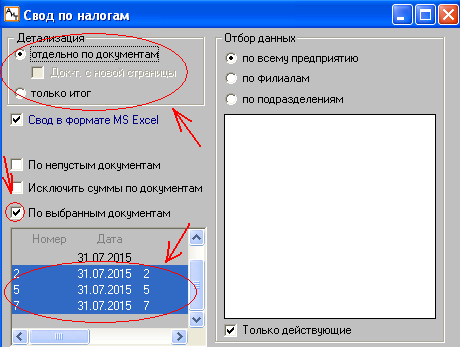 Свод по налогам
Детализация
отдельно по документам
Док-т. с новой страницы
только итог
Свод в формате MS Excel
По непустым документам
Исключить суммы по документам
По выбранным документам
Номер Дата
31.07.2015
2 31.07.2015 2
5 31.07.2015 5
7 31.07.2015 7
Отбор данных
по всему предприятию
по филиалам
по подразделениям
Только действующие